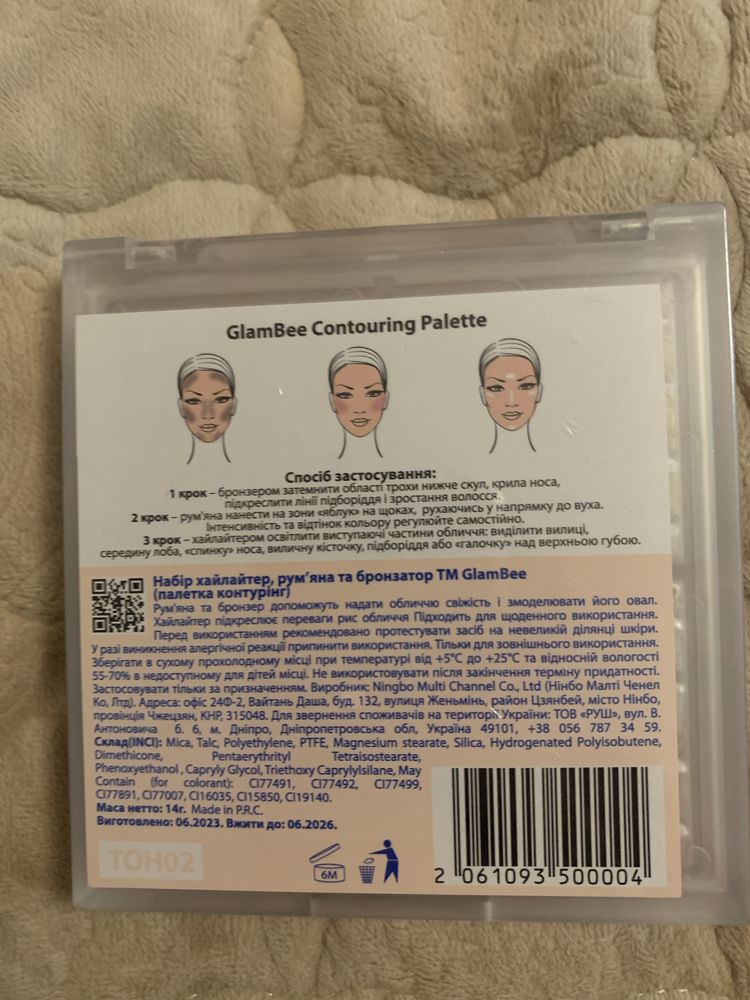 GlamBee Contouring Palette
Спосіб застосування:
1 крок – бронзером затемнити області трохи нижче скул, крила носа,
підкреслити лінії підборіддя і зростання волосся.
2 крок – рум'яна нанести на зони «яблук» на щоках, рухаючись у напрямку до вуха.
Інтенсивність та відтінок кольору регулюйте самостійно.
3 крок – хайлайтером освітлити виступаючі частини обличчя: виділити вилиці,
середину лоба, «спинку» носа, виличну кісточку, підборіддя або «галочку» над верхньою губою.
Набір хайлайтер, рум'яна та бронзатор ТМ GlamBee
(палетка контурінг)
Рум'яна та бронзер допоможуть надати обличчю свіжість і змоделювати його овал.
Хайлайтер підкреслює переваги рис обличчя Підходить для щоденного використання.
Перед використанням рекомендовано протестувати засіб на невеликій ділянці шкіри.
У разі виникнення алергічної реакції припинити використання. Тільки для зовнішнього використання.
Зберігати в сухому прохолодному місці при температурі від +5°C до +25°C та відносній вологості
55-70% в недоступному для дітей місці. Не використовувати після закінчення терміну придатності.
Застосовувати тільки за призначенням. Виробник: Ningbo Multi Channel Co., Ltd (Нінбо Малті Ченел
Ко, Лтд). Адреса: офіс 24Ф-2, Вайтань Даша, буд. 132, вулиця Женьмінь, район Цзянбей, місто Нінбо,
провінція Чжецзян, КНР, 315048. Для звернення споживачів на території України: ТОВ «РУШ», вул. В.
Антоновича б. 6, м. Дніпро, Дніпропетровська обл, Україна 49101, +38 056 787 34 59.
Склад(INCI): Mica, Talc, Polyethylene, PTFE, Magnesium stearate, Silica, Hydrogenated Polyisobutene,
Dimethicone, Pentaerythrityl Tetraisostearate,
Phenoxyethanol , Capryly Glycol, Triethoxy Caprylylsilane, May
Contain (for colorant): CI77491, CI77492, CI77499,
CI77891, CI77007, CI16035, CI15850, CI19140.
Маса нетто: 14г. Made in P.R.C.
Виготовлено: 06.2023. Вжити до: 06.2026.
ТОН02
6M
2 061093 500004